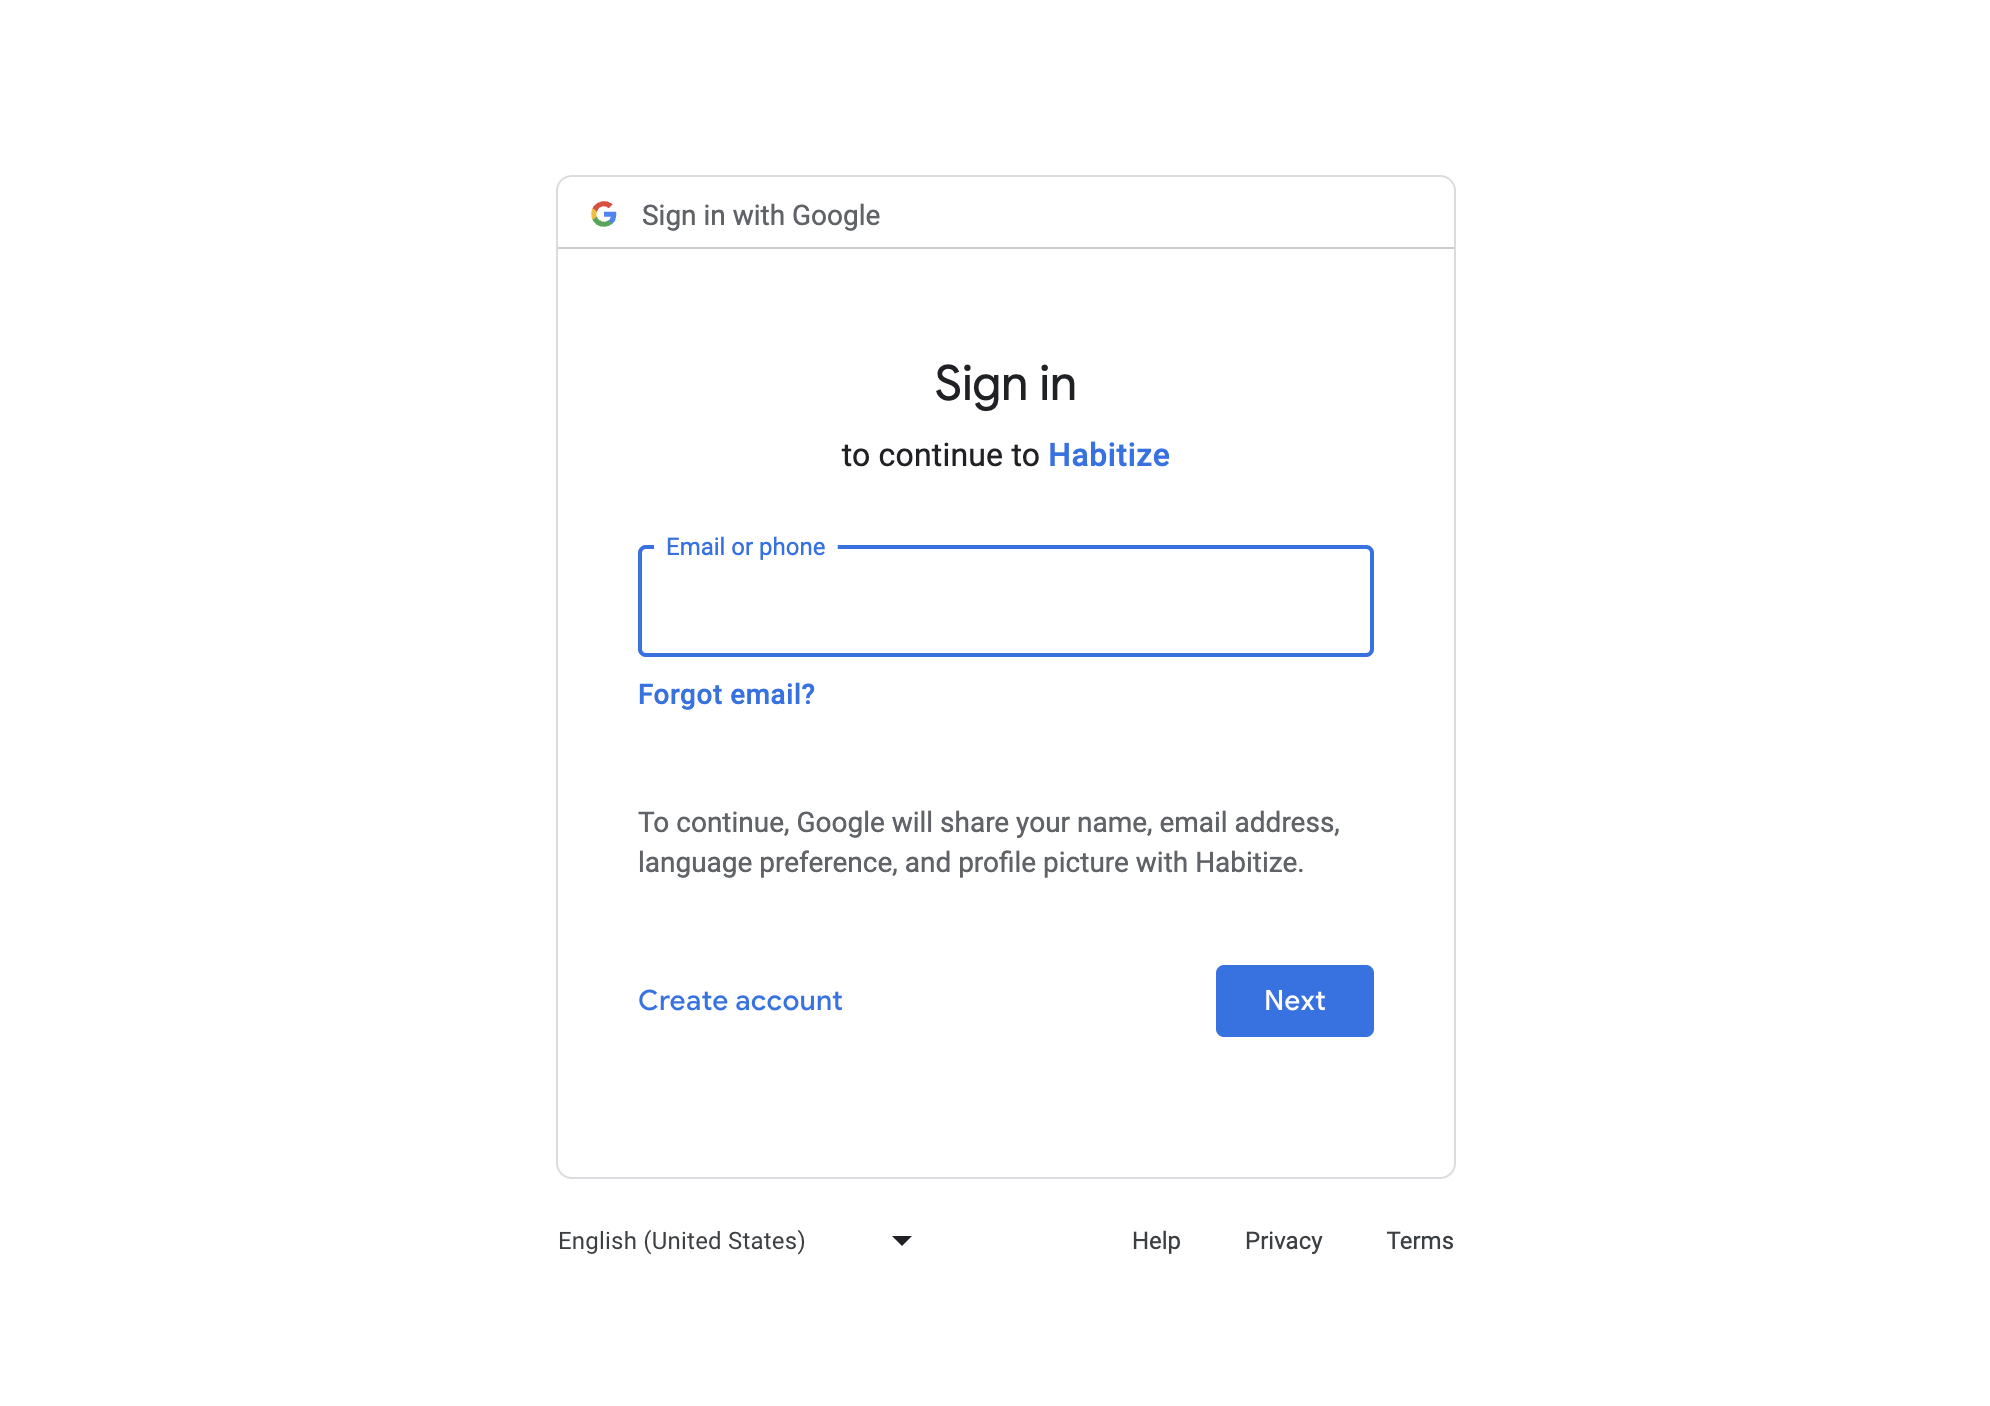 Sign in with Google
Sign in
to continue to Habitize
Email or phone
Forgot email?
To continue, Google will share your name, email address,
language preference, and profile picture with Habitize.
Create account
Next
English (United States)
Help
Privacy
Terms